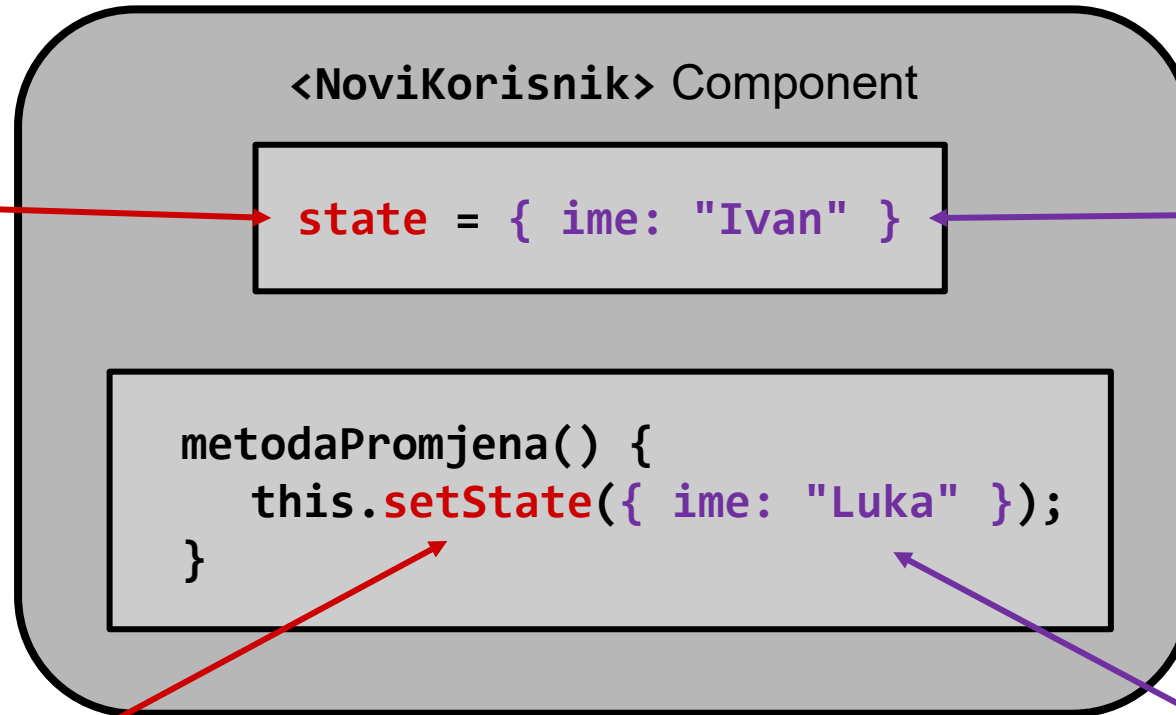 <NoviKorisnik> Component
state = { ime: "Ivan" }
metodaPromjena() {
this.setState({ ime: "Luka" });
}